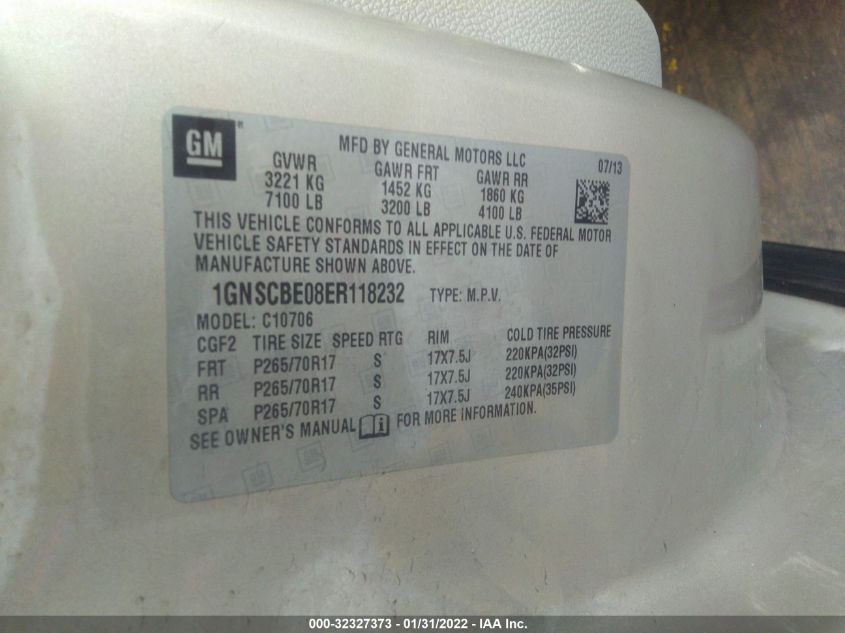 GM®
MFD BY GENERAL MOTORS LLC 07/13
GVWR GAWR FRT GAWR RR
3221 KG 1452 KG 1860 KG
7100 LB 3200 LB 4100 LB
THIS VEHICLE CONFORMS TO ALL APPLICABLE U.S. FEDERAL MOTOR
VEHICLE SAFETY STANDARDS IN EFFECT ON THE DATE OF
MANUFACTURE SHOWN ABOVE.
1GNSCBE08ER118232 TYPE: M.P.V.
MODEL: C10706
CGF2 TIRE SIZE SPEED RTG RIM COLD TIRE PRESSURE
FRT P265/70R17 S 17X7.5J 220KPA(32PSI)
RR P265/70R17 S 17X7.5J 220KPA(32PSI)
SPA P265/70R17 S 17X7.5J 240KPA(35PSI)
SEE OWNER'S MANUAL FOR MORE INFORMATION.
000-32327373 - 01/31/2022 - IAA Inc.